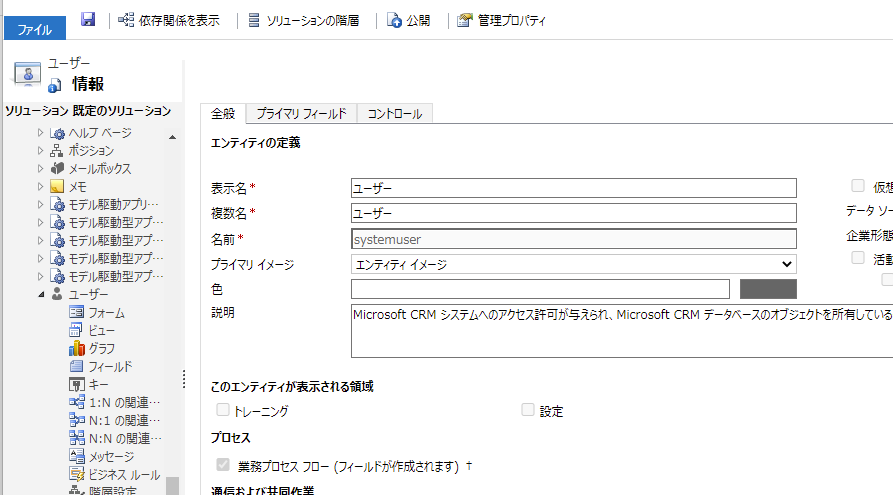 ファイル
依存関係を表示
ソリューションの階層
公開
管理プロパティ
ユーザー
情報
ソリューション 既定のソリューション
ヘルプ ページ
ポジション
メールボックス
メモ
モデル駆動アプリ…
モデル駆動型アプ…
モデル駆動型アプ…
モデル駆動型アプ…
モデル駆動型アプ…
ユーザー
フォーム
ビュー
グラフ
フィールド
キー
1:N の関連…
N:1 の関連…
N:N の関連…
メッセージ
ビジネス ルール
階層設定
全般
プライマリ フィールド
コントロール
エンティティの定義
表示名*
ユーザー
仮想
複数名*
ユーザー
データ ソー
名前*
systemuser
企業形態
プライマリ イメージ
エンティティ イメージ
活動
色
説明
Microsoft CRM システムへのアクセス許可が与えられ、Microsoft CRM データベースのオブジェクトを所有している
このエンティティが表示される領域
トレーニング
設定
プロセス
業務プロセス フロー (フィールドが作成されます) †
通信および共同作業